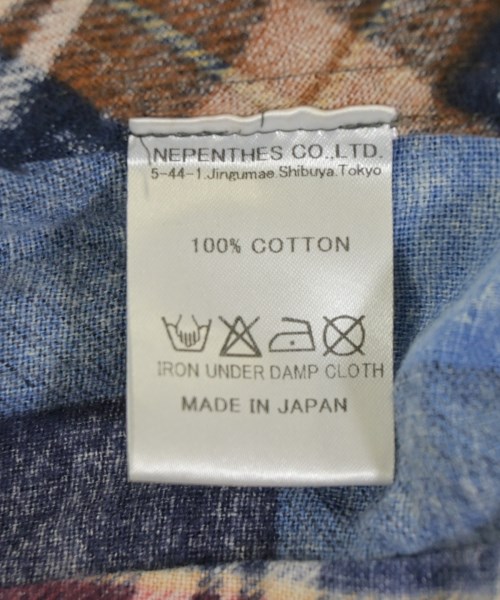 NEPENTHES CO.,LTD.
5-44-1.Jingumae.Shibuya.Tokyo
100% COTTON
IRON UNDER DAMP CLOTH
MADE IN JAPAN